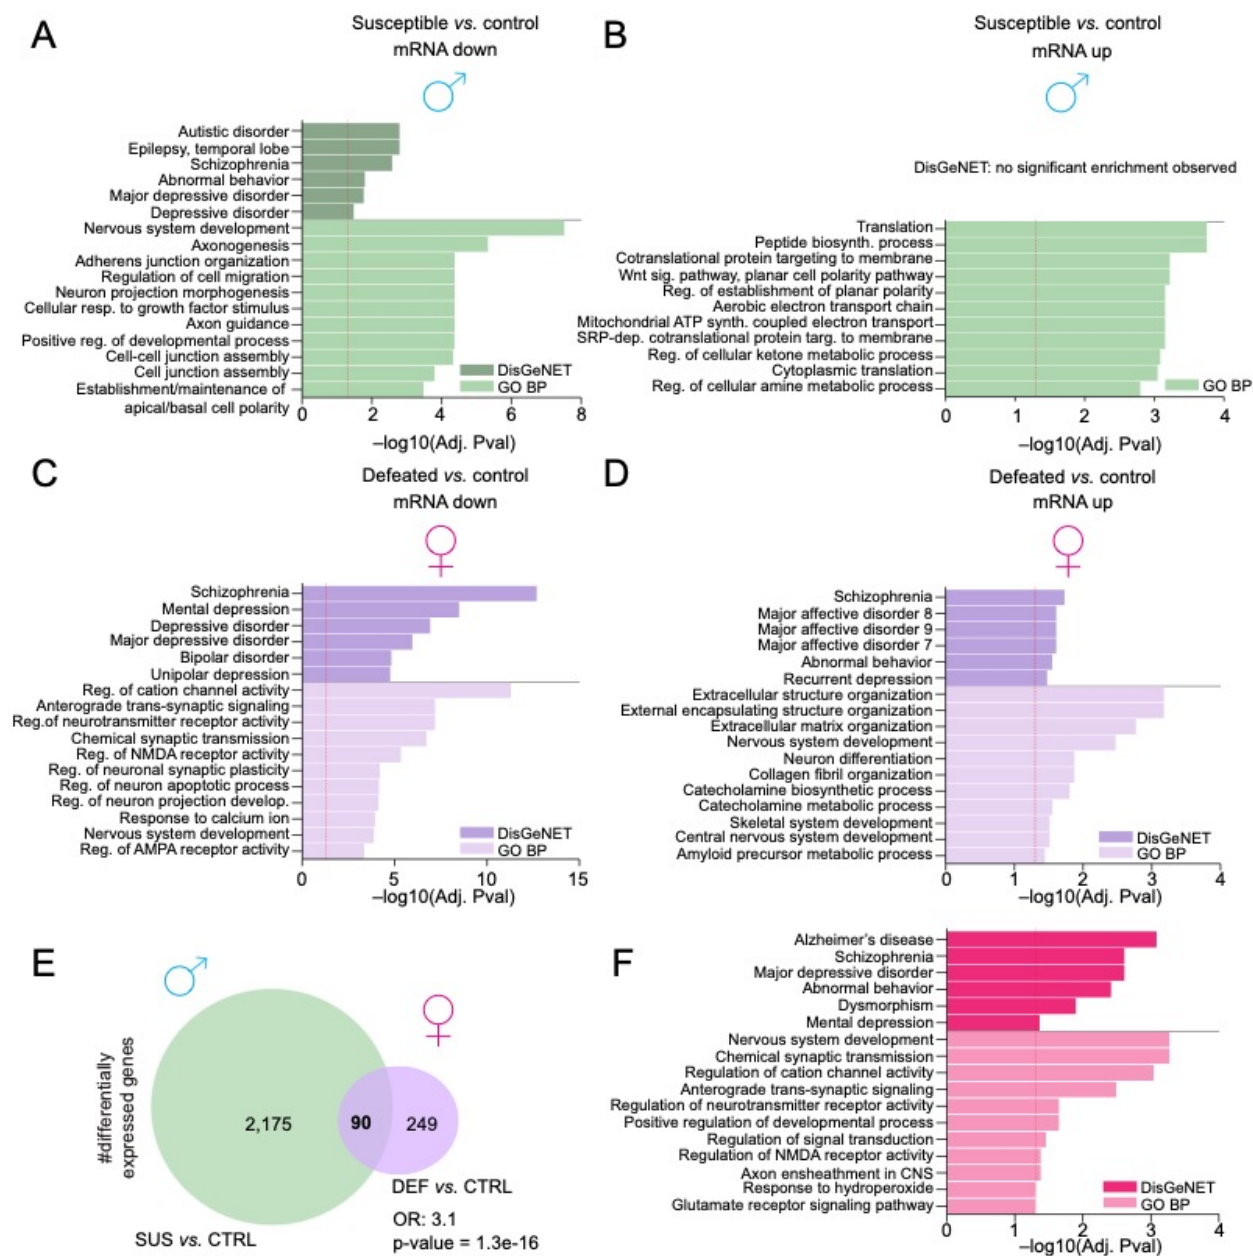 A
Susceptible vs. control
mRNA down
Autistic disorder
Epilepsy, temporal lobe
Schizophrenia
Abnormal behavior
Major depressive disorder
Depressive disorder
Nervous system development
Axonogenesis
Adherens junction organization
Regulation of cell migration
Neuron projection morphogenesis
Cellular resp. to growth factor stimulus
Axon guidance
Positive reg. of developmental process
Cell-cell junction assembly
Cell junction assembly
Establishment/maintenance of
apical/basal cell polarity
DisGeNET
GO BP
0 2 4 6 8
–log10(Adj. Pval)
B
Susceptible vs. control
mRNA up
DisGeNET: no significant enrichment observed
Translation
Peptide biosynth. process
Cotranslational protein targeting to membrane
Wnt sig. pathway, planar cell polarity pathway
Reg. of establishment of planar polarity
Aerobic electron transport chain
Mitochondrial ATP synth. coupled electron transport
SRP-dep. cotranslational protein targ. to membrane
Reg. of cellular ketone metabolic process
Cytoplasmic translation
Reg. of cellular amine metabolic process
GO BP
0 1 2 3 4
–log10(Adj. Pval)
C
Defeated vs. control
mRNA down
Schizophrenia
Mental depression
Depressive disorder
Major depressive disorder
Bipolar disorder
Unipolar depression
Reg. of cation channel activity
Anterograde trans-synaptic signaling
Reg.of neurotransmitter receptor activity
Chemical synaptic transmission
Reg. of NMDA receptor activity
Reg. of neuronal synaptic plasticity
Reg. of neuron apoptotic process
Reg. of neuron projection develop.
Response to calcium ion
Nervous system development
Reg. of AMPA receptor activity
DisGeNET
GO BP
0 5 10 15
–log10(Adj. Pval)
D
Defeated vs. control
mRNA up
Schizophrenia
Major affective disorder 8
Major affective disorder 9
Major affective disorder 7
Abnormal behavior
Recurrent depression
Extracellular structure organization
External encapsulating structure organization
Extracellular matrix organization
Nervous system development
Neuron differentiation
Collagen fibril organization
Catecholamine biosynthetic process
Catecholamine metabolic process
Skeletal system development
Central nervous system development
Amyloid precursor metabolic process
DisGeNET
GO BP
0 1 2 3 4
–log10(Adj. Pval)
E
#differentially
expressed genes
2,175
90
249
SUS vs. CTRL
DEF vs. CTRL
OR: 3.1
p-value = 1.3e-16
F
Alzheimer's disease
Schizophrenia
Major depressive disorder
Abnormal behavior
Dysmorphism
Mental depression
Nervous system development
Chemical synaptic transmission
Regulation of cation channel activity
Anterograde trans-synaptic signaling
Regulation of neurotransmitter receptor activity
Positive regulation of developmental process
Regulation of signal transduction
Regulation of NMDA receptor activity
Axon ensheathment in CNS
Response to hydroperoxide
Glutamate receptor signaling pathway
DisGeNET
GO BP
0 1 2 3 4
–log10(Adj. Pval)